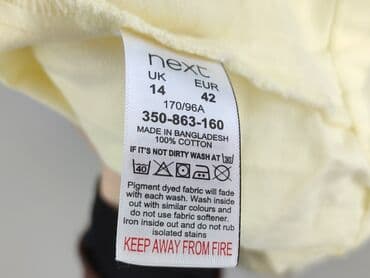 next
UK EUR
14 42
170/96A
350-863-160
MADE IN BANGLADESH
100% COTTON
IF IT'S NOT DIRTY WASH AT 30
40
Pigment dyed fabric will fade
with each wash. Wash inside
out with similar colours and
do not use fabric softener.
Iron inside out and do not rub
isolated stains
KEEP AWAY FROM FIRE